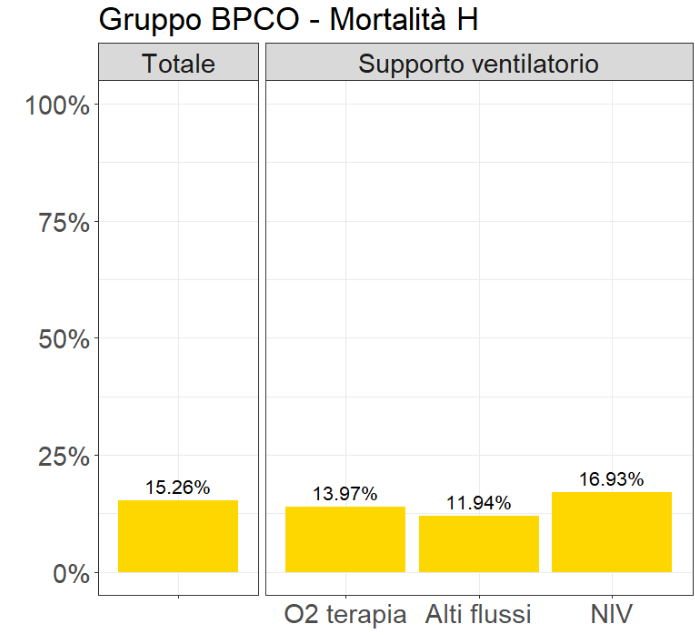 Gruppo BPCO - Mortalità H
Totale
Supporto ventilatorio
100%
75%
50%
25%
0%
15.26%
13.97%
11.94%
16.93%
O2 terapia
Alti flussi
NIV